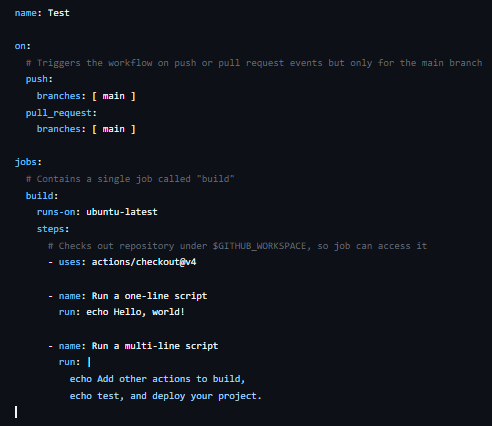 name: Test

on:
  # Triggers the workflow on push or pull request events but only for the main branch
  push:
    branches: [ main ]
  pull_request:
    branches: [ main ]

jobs:
  # Contains a single job called "build"
  build:
    runs-on: ubuntu-latest
    steps:
      # Checks out repository under $GITHUB_WORKSPACE, so job can access it
      - uses: actions/checkout@v4

      - name: Run a one-line script
        run: echo Hello, world!

      - name: Run a multi-line script
        run: |
          echo Add other actions to build,
          echo test, and deploy your project.